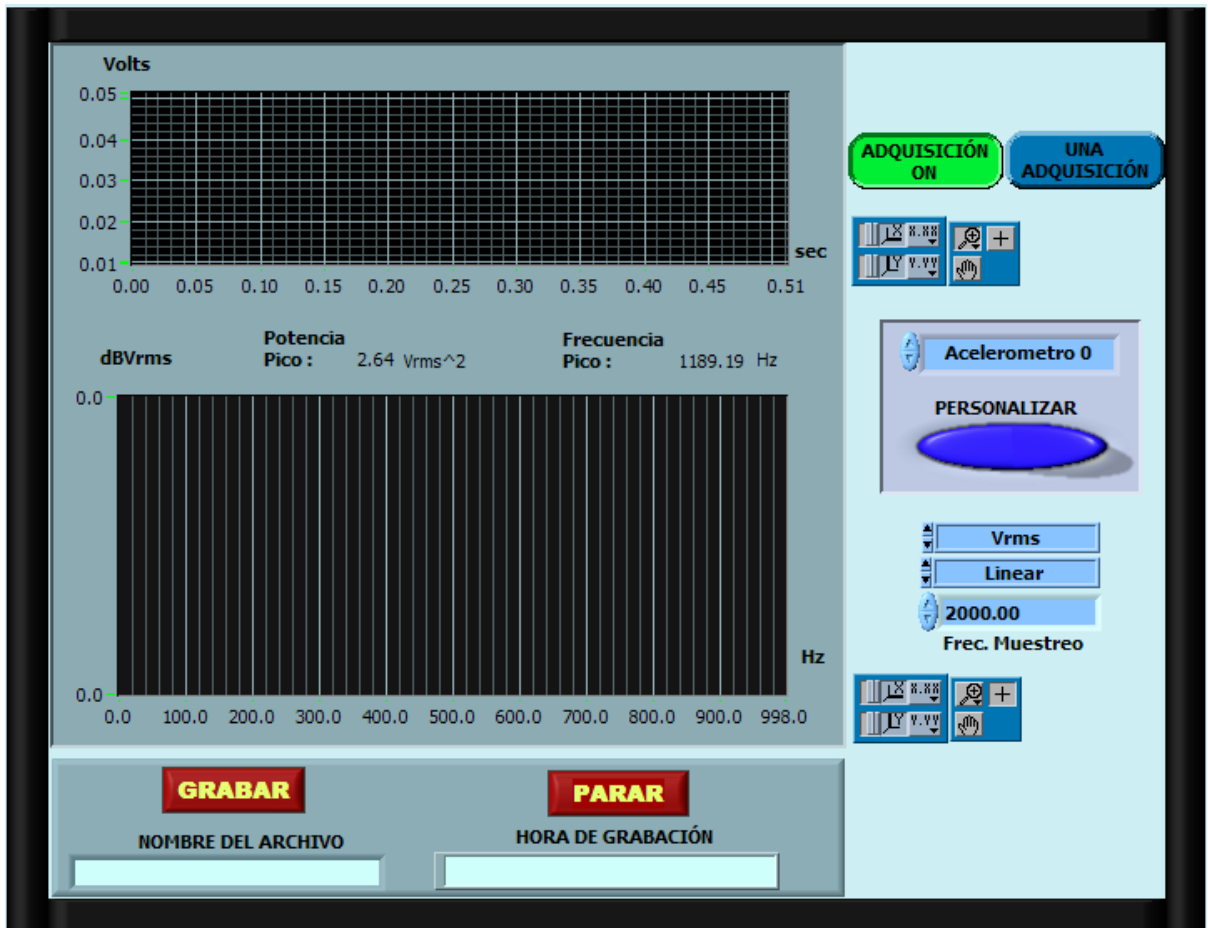 Volts
0.05
0.04
0.03
0.02
0.01
sec
0.00 0.05 0.10 0.15 0.20 0.25 0.30 0.35 0.40 0.45 0.51
dBVrms
Potencia
Pico : 2.64 Vrms^2
Frecuencia
Pico : 1189.19 Hz
0.0
0.0
Hz
0.0 100.0 200.0 300.0 400.0 500.0 600.0 700.0 800.0 900.0 998.0
GRABAR
PARAR
NOMBRE DEL ARCHIVO
HORA DE GRABACIÓN
ADQUISICIÓN
ON
UNA
ADQUISICIÓN
X X.XX
Y Y.YY
Acelerometro 0
PERSONALIZAR
Vrms
Linear
2000.00
Frec. Muestreo
X X.XX
Y Y.YY